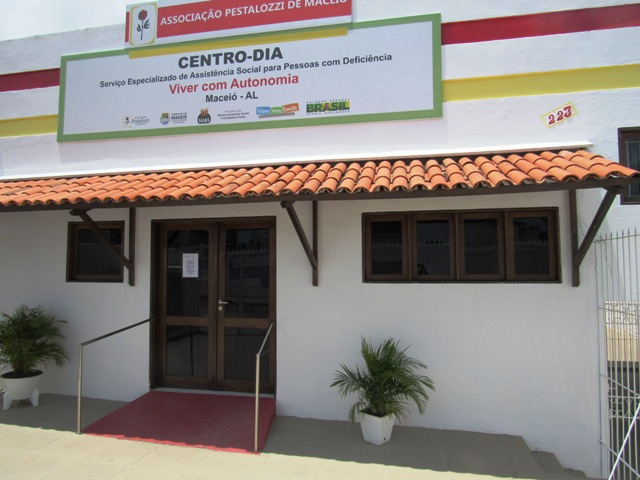 ASSOCIAÇÃO PESTALOZZI DE MACEIÓ
CENTRO-DIA
Serviço Especializado de Assistência Social para Pessoas com Deficiência
Viver com Autonomia
Maceió - AL
MACEIÓ
BRASIL
223